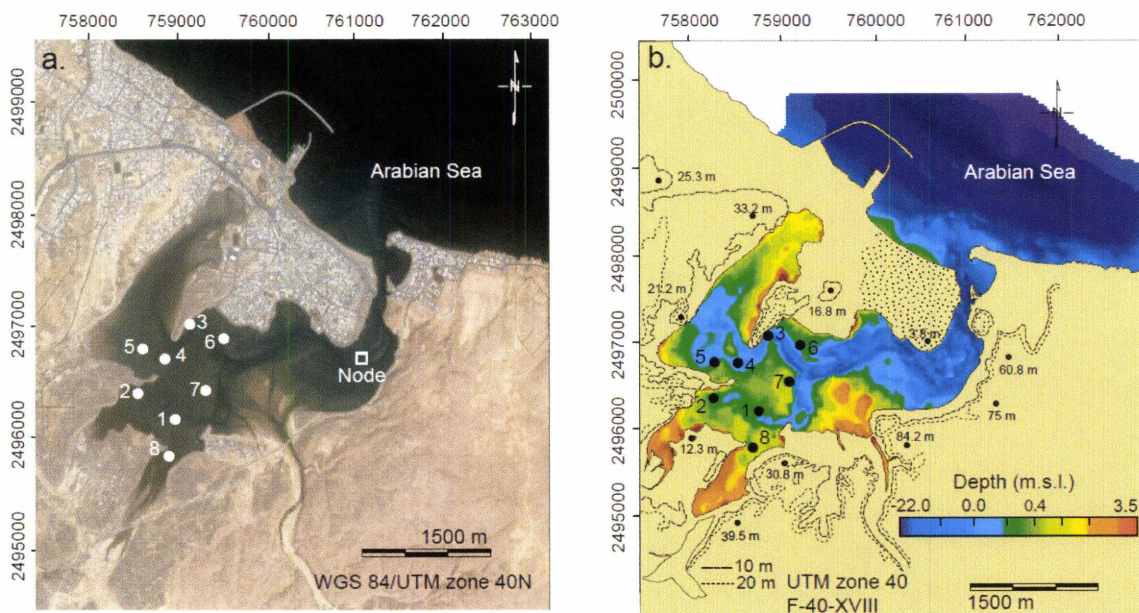 758000 759000 760000 761000 762000 763000
a.
N
2499000
2498000
2497000
2496000
2495000
Arabian Sea
3
6
5
4
Node
2
7
1
8
1500 m
WGS 84/UTM zone 40N
758000 759000 760000 761000 762000
b.
N
2500000
2499000
2498000
2497000
2496000
2495000
Arabian Sea
25.3 m
33.2 m
21.2 m
16.8 m
3.8 m
3
6
5
4
60.8 m
7
2
1
75 m
8
12.3 m
84.2 m
30.8 m
39.5 m
Depth (m.s.l.)
-22.0 0.0 0.4 3.5
10 m
20 m
UTM zone 40
F-40-XVIII
1500 m